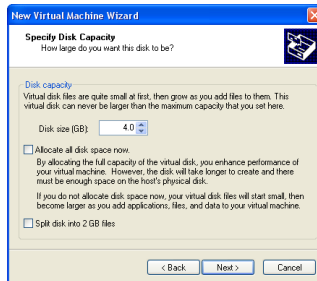 New Virtual Machine Wizard
Specify Disk Capacity
How large do you want this disk to be?
Disk capacity
Virtual disk files are quite small at first, then grow as you add files to them. This
virtual disk can never be larger than the maximum capacity that you set here.
Disk size (GB): 4.0
Allocate all disk space now.
By allocating the full capacity of the virtual disk, you enhance performance of
your virtual machine. However, the disk will take longer to create and there
must be enough space on the host's physical disk.
If you do not allocate disk space now, your virtual disk files will start small, then
become larger as you add applications, files, and data to your virtual machine.
Split disk into 2 GB files
< Back Next > Cancel